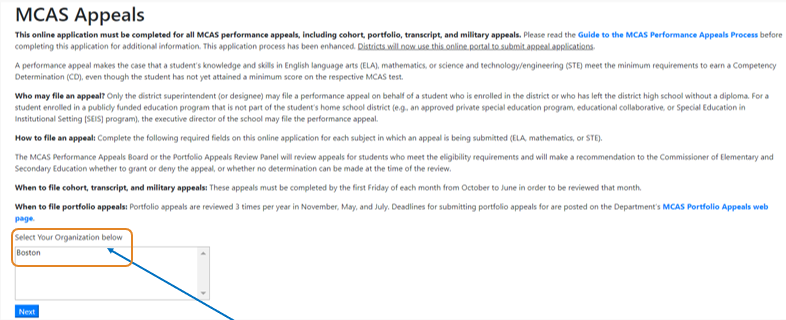 MCAS Appeals
This online application must be completed for all MCAS performance appeals, including cohort, portfolio, transcript, and military appeals. Please read the Guide to the MCAS Performance Appeals Process before
completing this application for additional information. This application process has been enhanced. Districts will now use this online portal to submit appeal applications.
A performance appeal makes the case that a student's knowledge and skills in English language arts (ELA), mathematics, or science and technology/engineering (STE) meet the minimum requirements to earn a Competency
Determination (CD), even though the student has not yet attained a minimum score on the respective MCAS test.
Who may file an appeal? Only the district superintendent (or designee) may file a performance appeal on behalf of a student who is enrolled in the district or who has left the district high school without a diploma. For a
student enrolled in a publicly funded education program that is not part of the student's home school district (e.g., an approved private special education program, educational collaborative, or Special Education in
Institutional Setting [SEIS] program), the executive director of the school may file the performance appeal.
How to file an appeal: Complete the following required fields on this online application for each subject in which an appeal is being submitted (ELA, mathematics, or STE).
The MCAS Performance Appeals Board or the Portfolio Appeals Review Panel will review appeals for students who meet the eligibility requirements and will make a recommendation to the Commissioner of Elementary and
Secondary Education whether to grant or deny the appeal, or whether no determination can be made at the time of the review.
When to file cohort, transcript, and military appeals: These appeals must be completed by the first Friday of each month from October to June in order to be reviewed that month.
When to file portfolio appeals: Portfolio appeals are reviewed 3 times per year in November, May, and July. Deadlines for submitting portfolio appeals for are posted on the Department's MCAS Portfolio Appeals web
page.
Select Your Organization below
Boston
Next